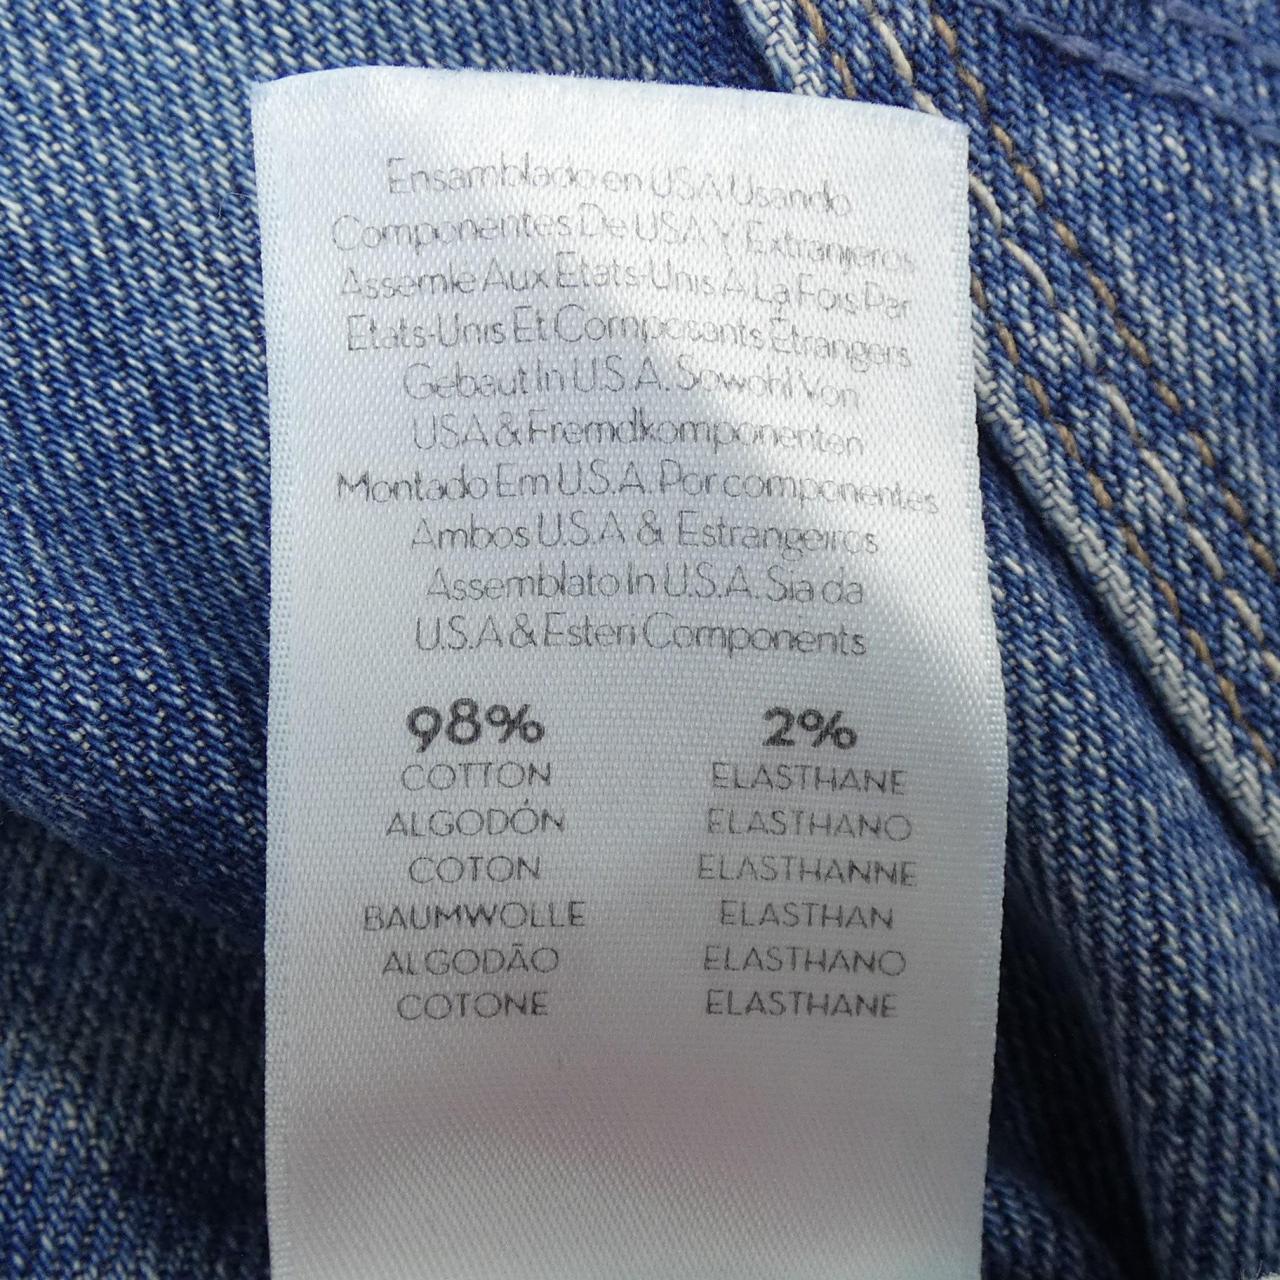 Ensamblado en USA Usando
Componentes De USA Y Extranjeros
Assemle Aux Etats-Unis A La Fois Par
Etats-Unis Et Composants Étrangers
Gebaut In U.S.A. Sowohl Von
USA & Fremdkomponenten
Montado Em U.S.A. Por componentes
Ambos U.S.A & Estrangeiros
Assemblato In U.S.A. Sia da
U.S.A & Esteri Components
98% 2%
COTTON ELASTHANE
ALGODÓN ELASTHANO
COTON ELASTHANNE
BAUMWOLLE ELASTHAN
ALGODÃO ELASTHANO
COTONE ELASTHANE